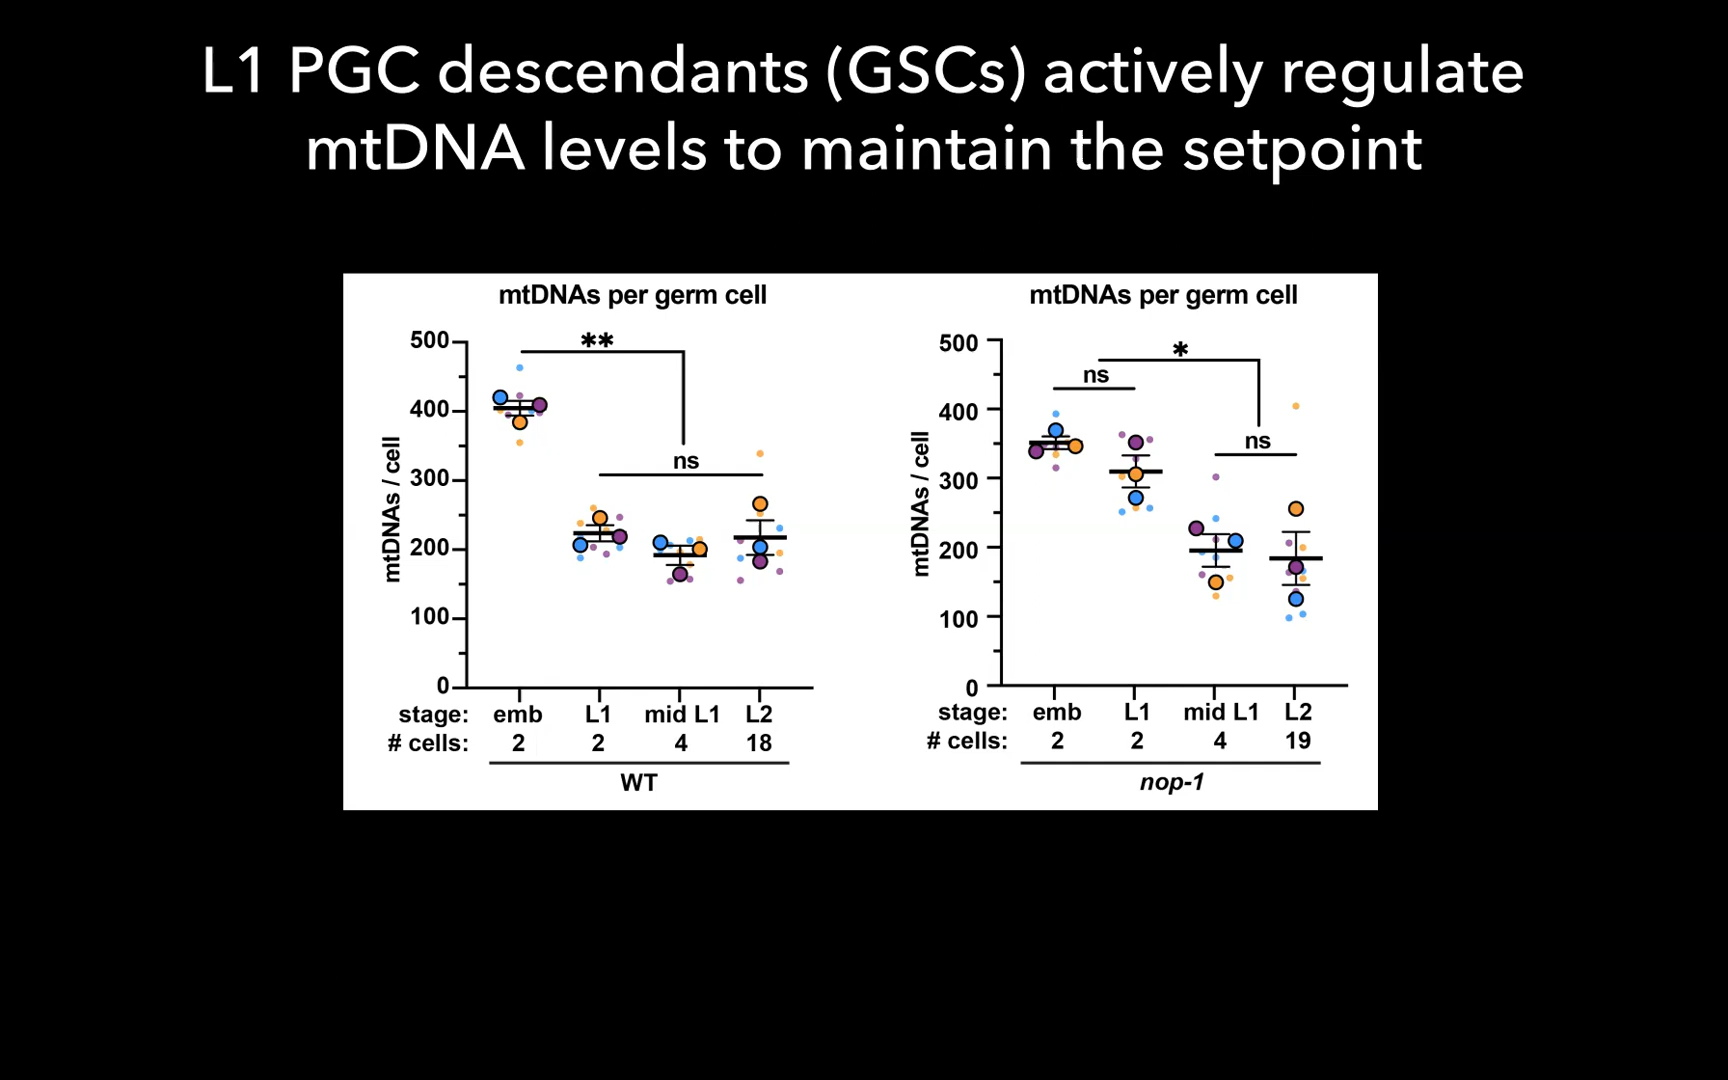 L1 PGC descendants (GSCs) actively regulate
mtDNA levels to maintain the setpoint
mtDNAs per germ cell
mtDNAs / cell
500
400
300
200
100
0
**
ns
stage: emb L1 mid L1 L2
# cells: 2 2 4 18
WT
mtDNAs per germ cell
mtDNAs / cell
500
400
300
200
100
0
*
ns
ns
stage: emb L1 mid L1 L2
# cells: 2 2 4 19
nop-1